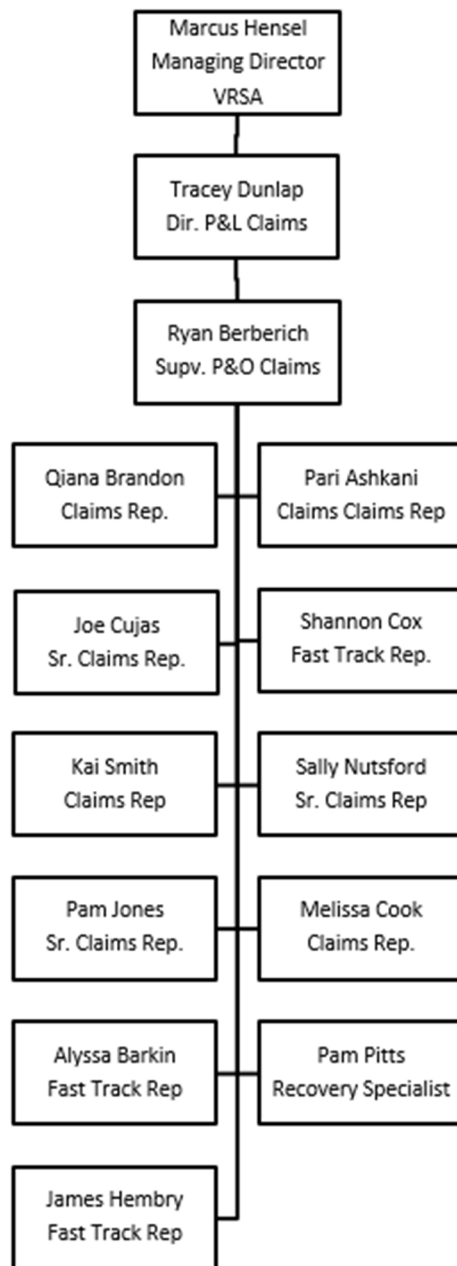 Marcus Hensel
Managing Director
VRSA
Tracey Dunlap
Dir. P&L Claims
Ryan Berberich
Supv. P&O Claims
Qiana Brandon
Claims Rep.
Pari Ashkani
Claims Claims Rep
Joe Cujas
Sr. Claims Rep.
Shannon Cox
Fast Track Rep.
Kai Smith
Claims Rep
Sally Nutsford
Sr. Claims Rep
Pam Jones
Sr. Claims Rep.
Melissa Cook
Claims Rep.
Alyssa Barkin
Fast Track Rep
Pam Pitts
Recovery Specialist
James Hembry
Fast Track Rep